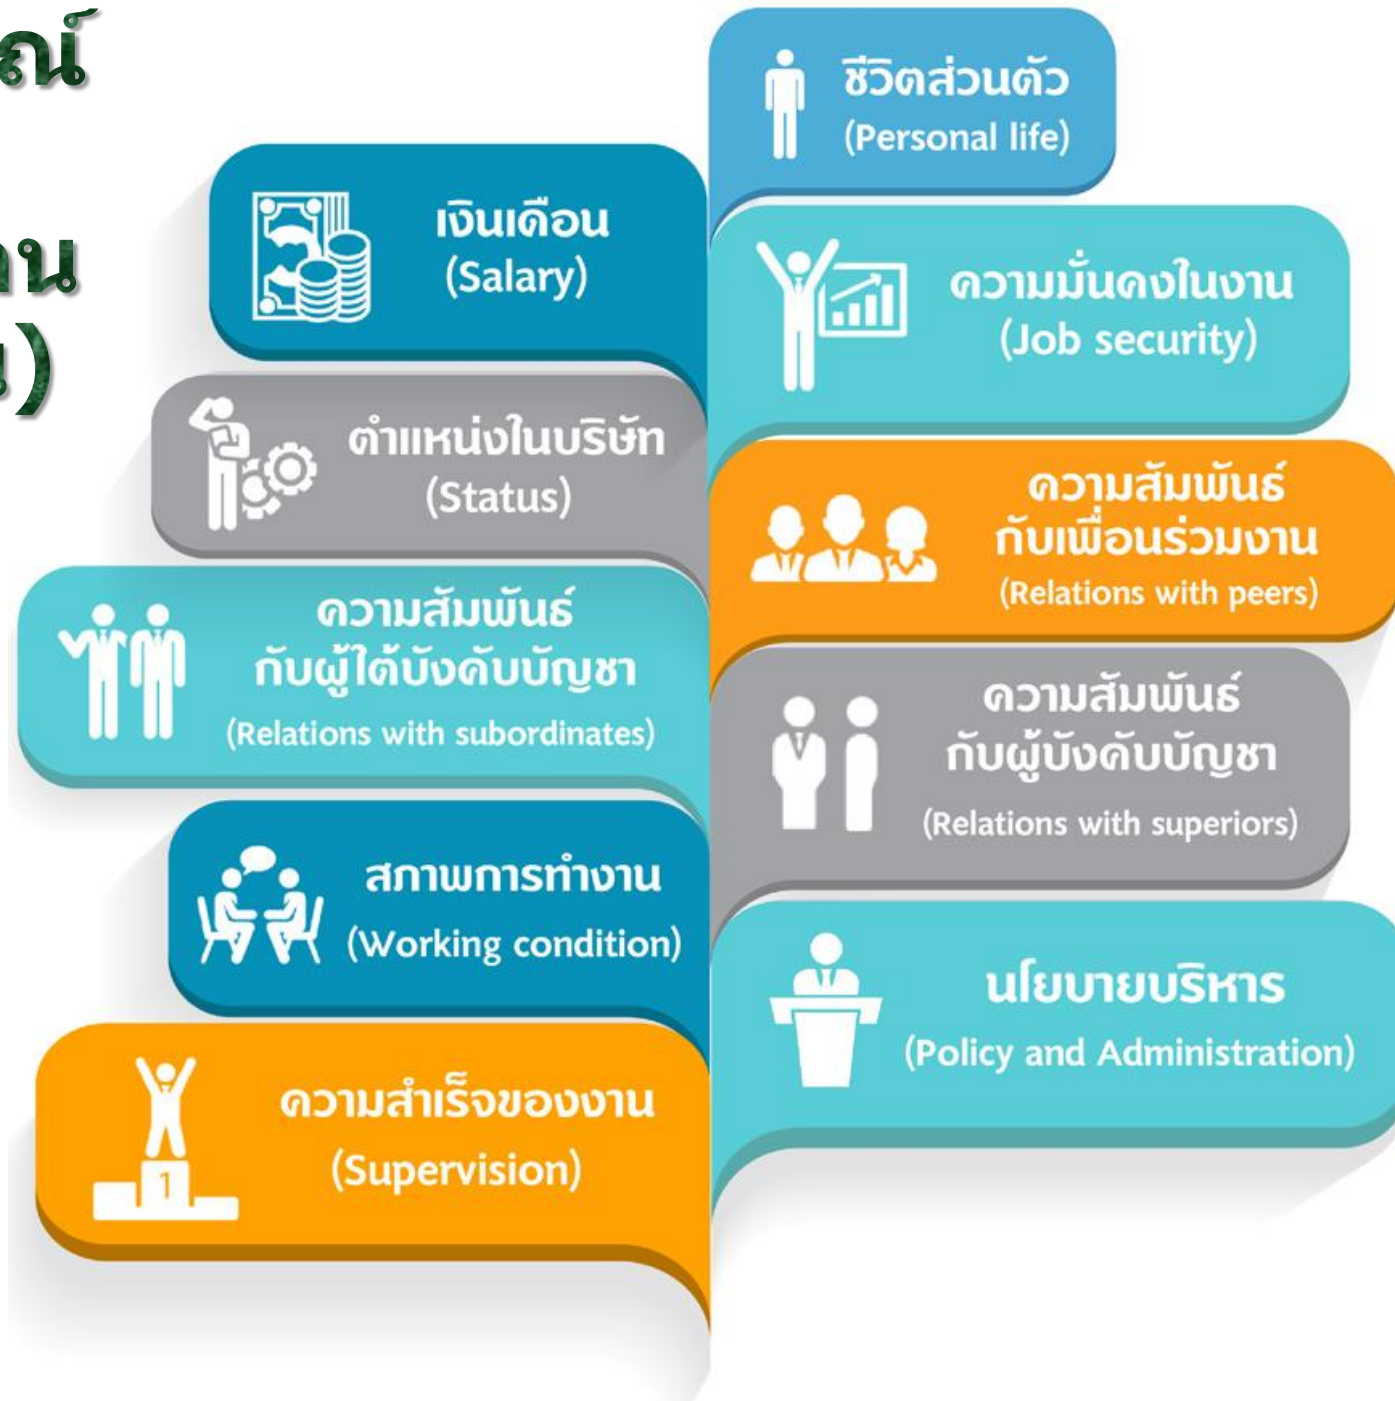 ชีวิตส่วนตัว
(Personal life)
เงินเดือน
(Salary)
ความมั่นคงในงาน
(Job security)
ตำแหน่งในบริษัท
(Status)
ความสัมพันธ์
กับเพื่อนร่วมงาน
(Relations with peers)
ความสัมพันธ์
กับผู้ใต้บังคับบัญชา
(Relations with subordinates)
ความสัมพันธ์
กับผู้บังคับบัญชา
(Relations with superiors)
สภาพการทำงาน
(Working condition)
นโยบายบริหาร
(Policy and Administration)
ความสำเร็จของงาน
(Supervision)
1